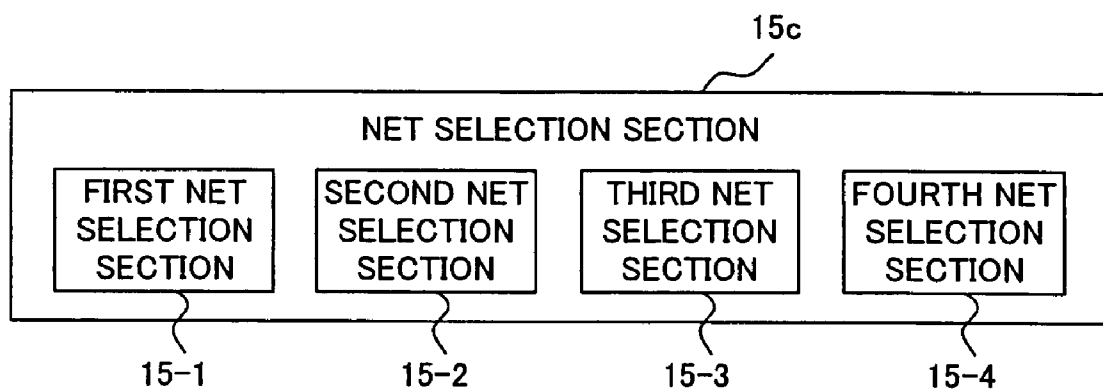 15c
NET SELECTION SECTION
FIRST NET
SELECTION
SECTION
SECOND NET
SELECTION
SECTION
THIRD NET
SELECTION
SECTION
FOURTH NET
SELECTION
SECTION
15-1
15-2
15-3
15-4